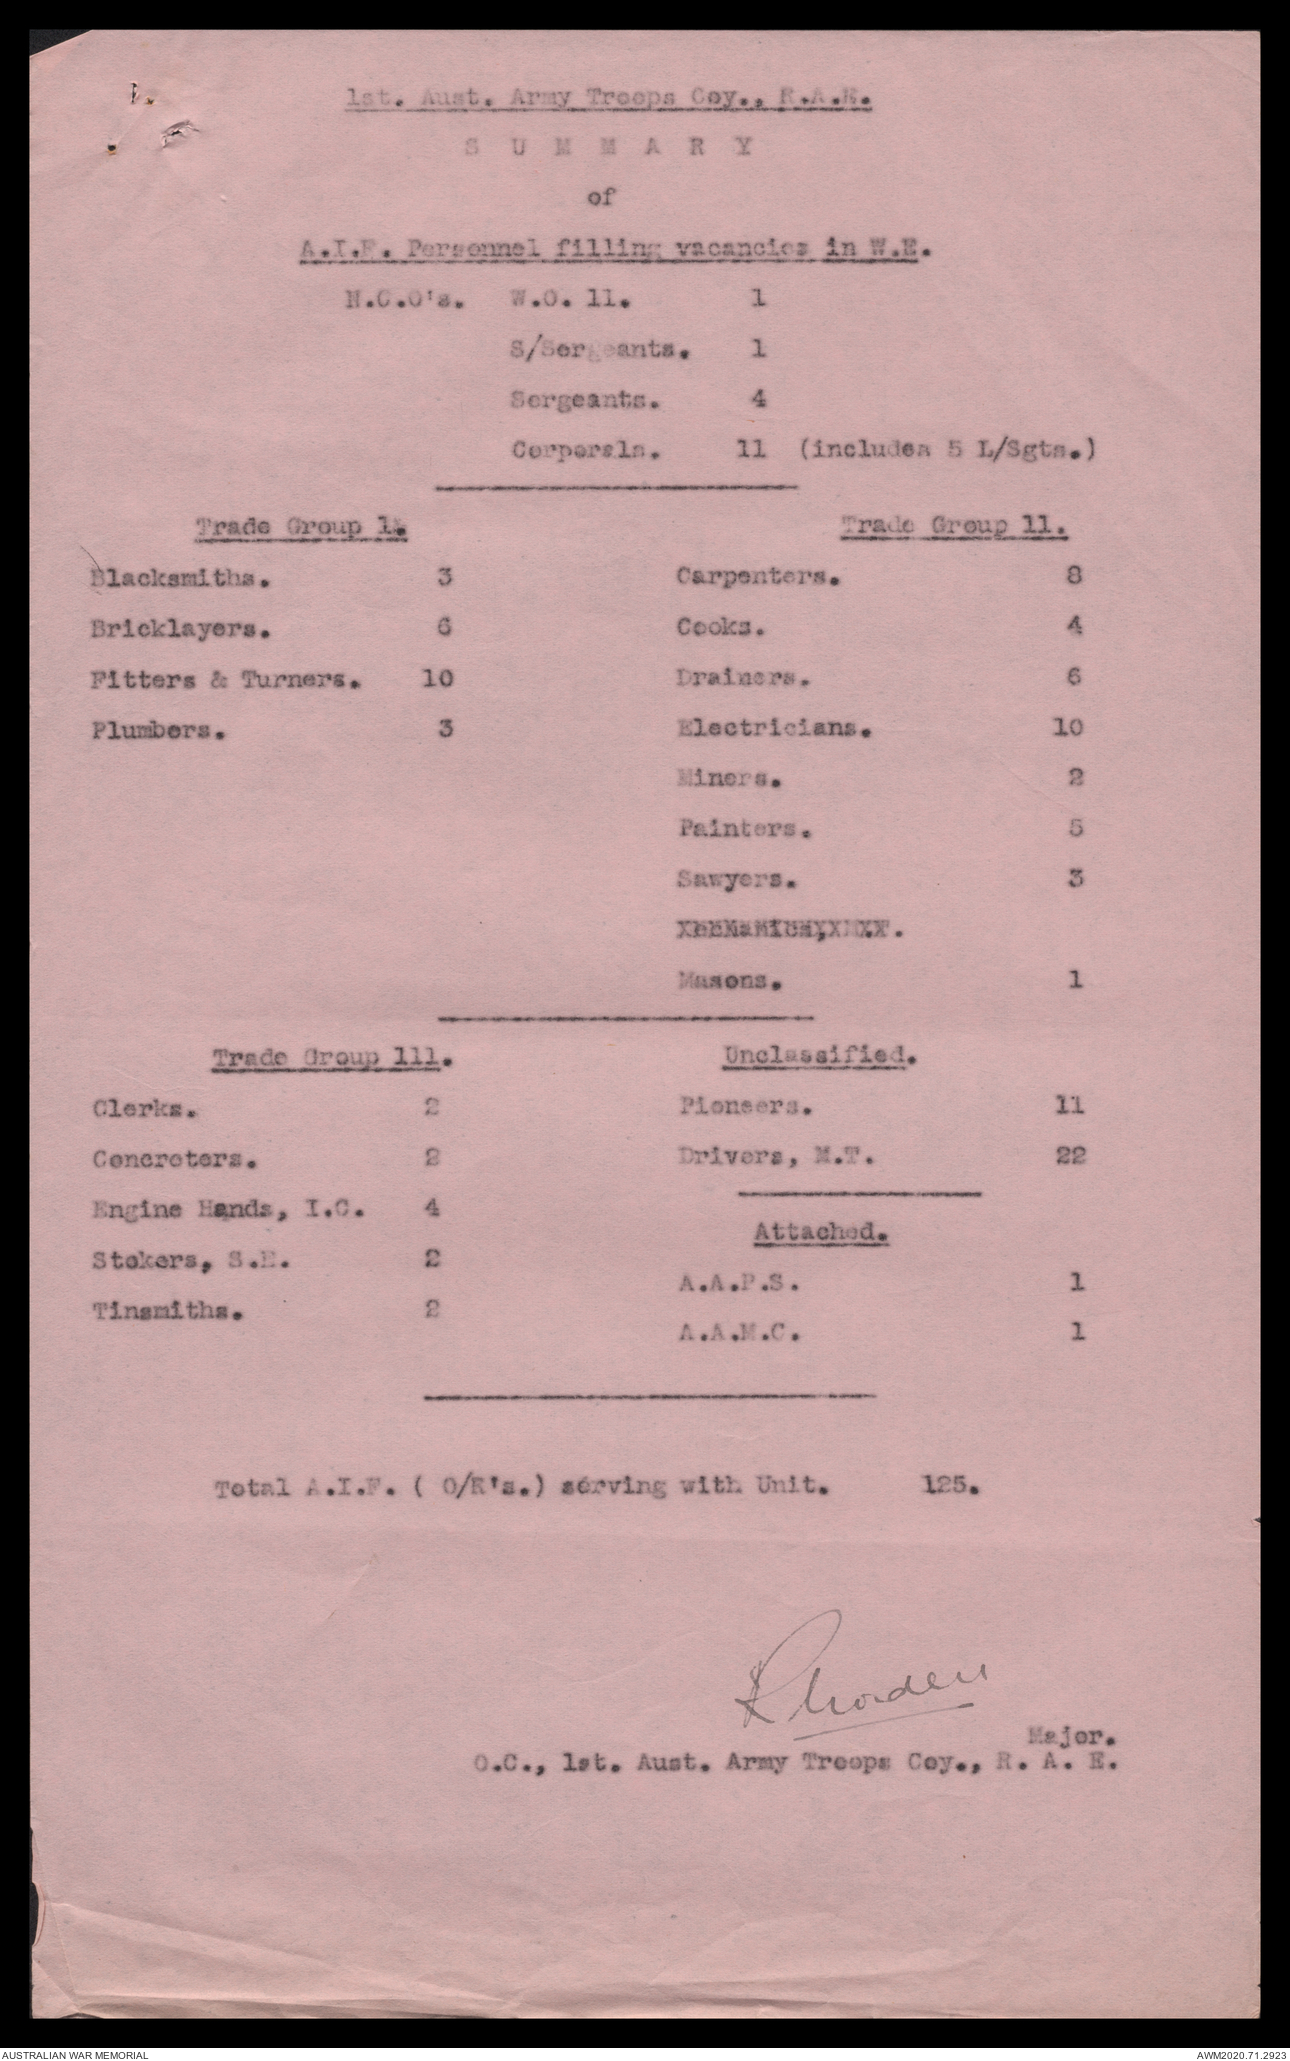 1st. Aust. Army Troops Coy., R.A.E.
S U M M A R Y
of
A.I.F. Personnel filling vacancies in W.E.
N.C.O's. W.O. 11. 1
S/Sergeants. 1
Sergeants. 4
Corporals. 11 (includes 5 L/Sgts.)
Trade Group 1.
Blacksmiths. 3
Bricklayers. 6
Fitters & Turners. 10
Plumbers. 3
Trade Group 11.
Carpenters. 8
Cooks. 4
Drainers. 6
Electricians. 10
Miners. 2
Painters. 5
Sawyers. 3
Masons. 1
Trade Group 111.
Clerks. 2
Concreters. 2
Engine Hands, I.C. 4
Stokers, S.E. 2
Tinsmiths. 2
Unclassified.
Pioneers. 11
Drivers, M.T. 22
Attached.
A.A.P.S. 1
A.A.M.C. 1
Total A.I.F. ( O/R's.) serving with Unit. 125.
Major.
O.C., 1st. Aust. Army Troops Coy., R. A. E.
AUSTRALIAN WAR MEMORIAL
AWM2020.71.2923